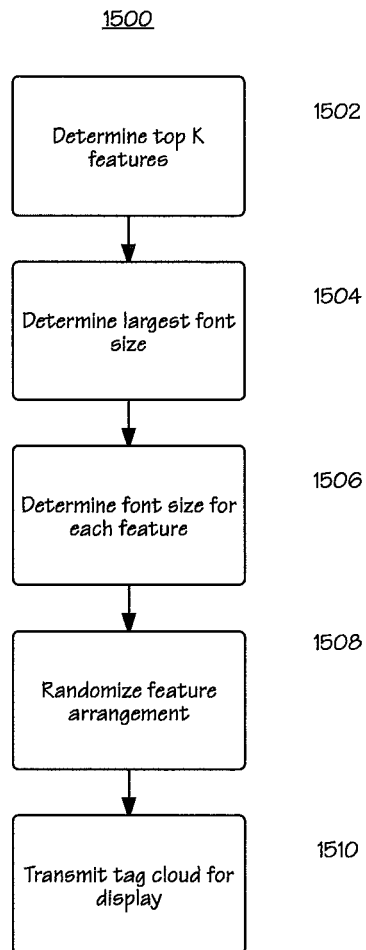 1500
Determine top K
features
1502
Determine largest font
size
1504
Determine font size for
each feature
1506
Randomize feature
arrangement
1508
Transmit tag cloud for
display
1510